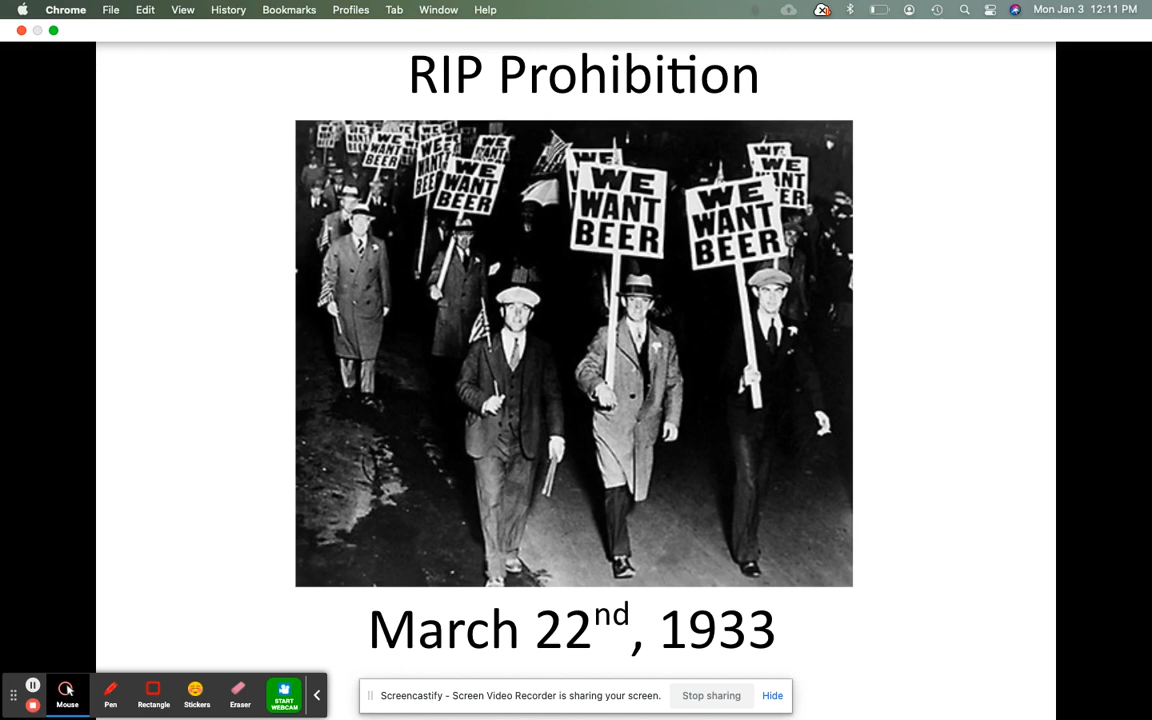 Chrome File Edit View History Bookmarks Profiles Tab Window Help Mon Jan 3 12:11 PM
RIP Prohibition
WE WANT BEER
WE
WANT
BEER
WE
WANT
BEER
WE
WANT
BEER
WE
WANT
BEER
March 22nd, 1933
Mouse Pen Rectangle Stickers Eraser START WEBCAM
Screencastify - Screen Video Recorder is sharing your screen. Stop sharing Hide